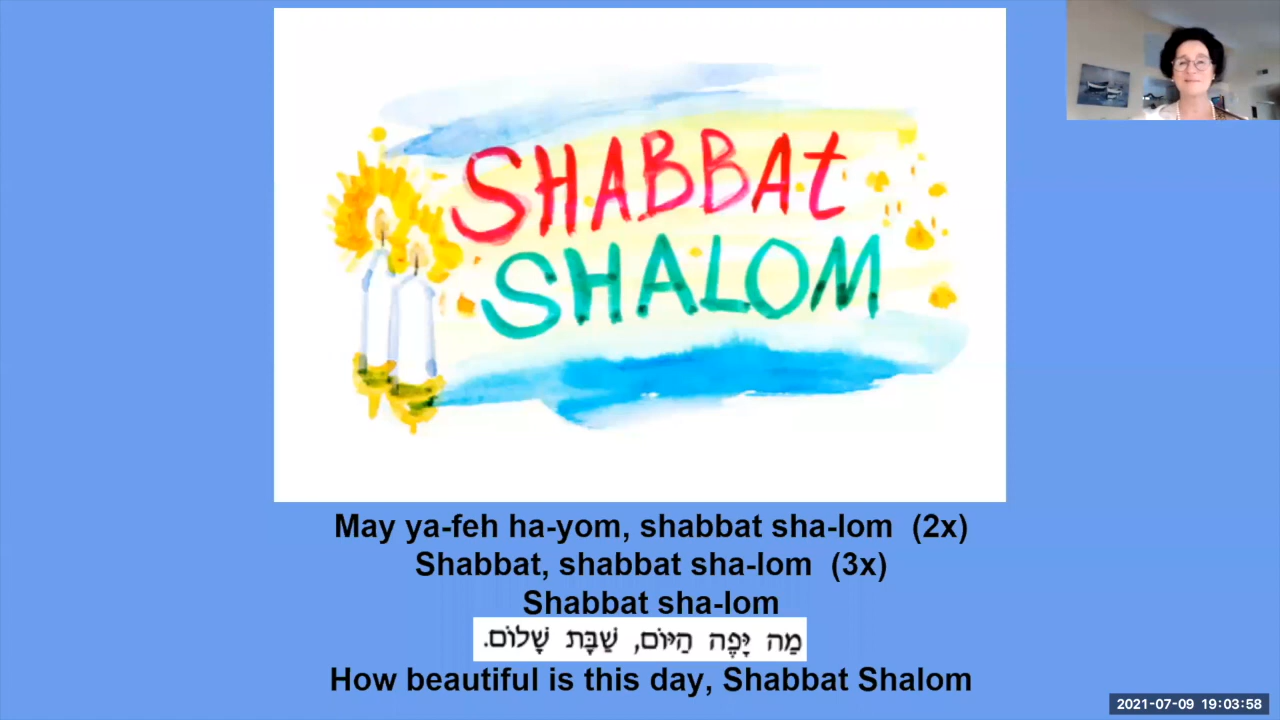 SHABBAt
SHALOM
May ya-feh ha-yom, shabbat sha-lom (2x)
Shabbat, shabbat sha-lom (3x)
Shabbat sha-lom
מַה יָּפֶה הַיּוֹם, שַׁבָּת שָׁלוֹם.
How beautiful is this day, Shabbat Shalom
2021-07-09 19:03:58